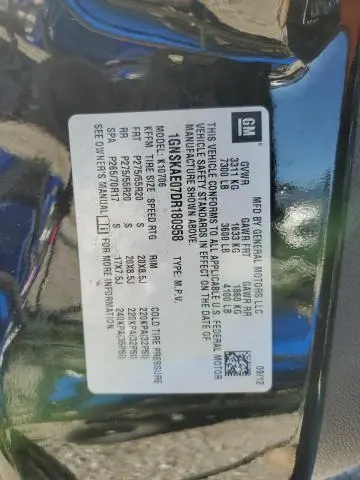 GM
MFD BY GENERAL MOTORS LLC 09/12
GVWR GAWR FRT GAWR RR
3311 KG 1633 KG 1860 KG
7300 LB 3600 LB 4100 LB
THIS VEHICLE CONFORMS TO ALL APPLICABLE U.S. FEDERAL MOTOR
VEHICLE SAFETY STANDARDS IN EFFECT ON THE DATE OF
MANUFACTURE SHOWN ABOVE.
1GNSKAE07DR180958 TYPE: M.P.V.
MODEL: K10706
KFFM TIRE SIZE SPEED RTG RIM COLD TIRE PRESSURE
FRT P275/55R20 S 20X8.5J 220KPA(32PSI)
RR P275/55R20 S 20X8.5J 220KPA(32PSI)
SPA P265/70R17 S 17X7.5J 240KPA(35PSI)
SEE OWNER'S MANUAL FOR MORE INFORMATION.